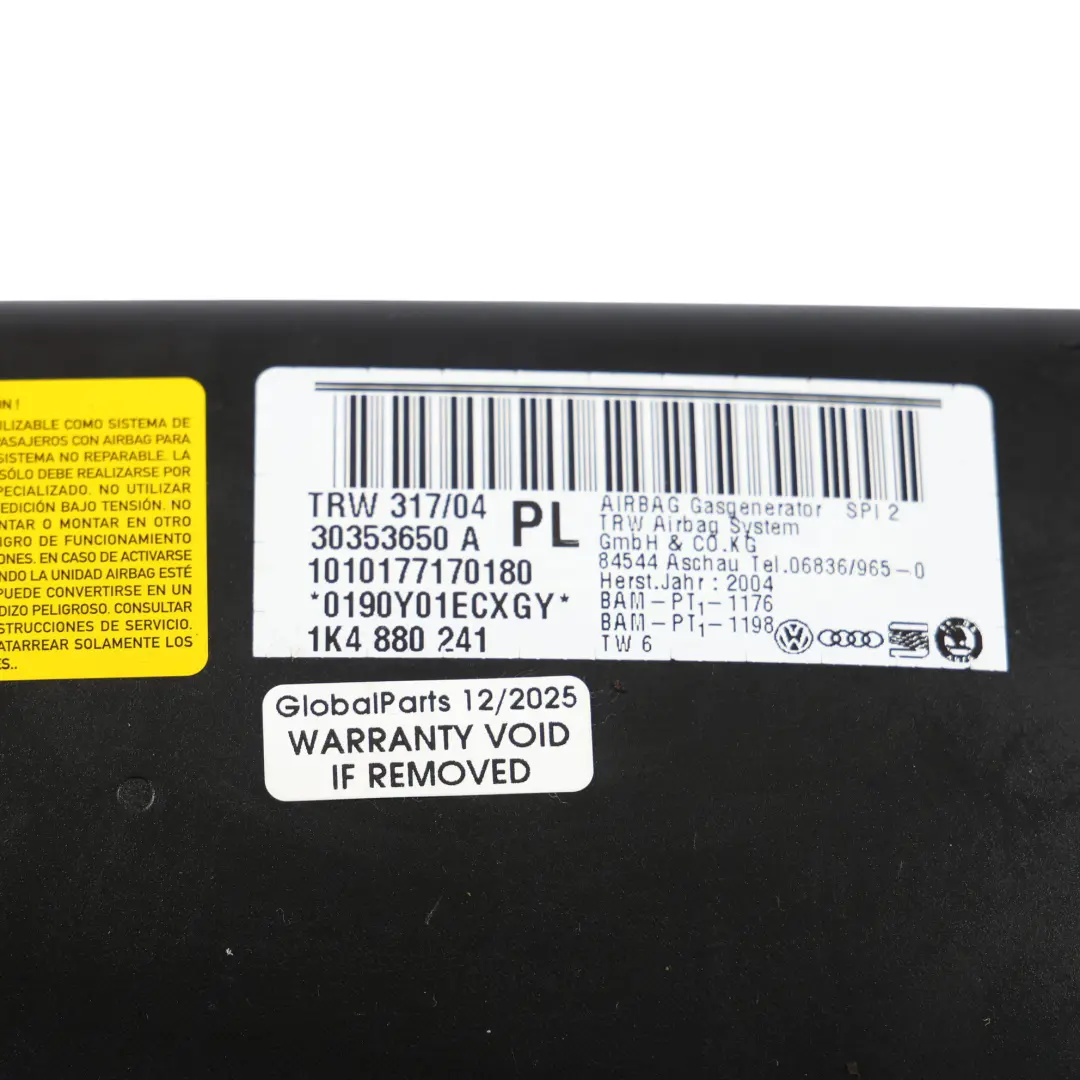 ON !
ILIZABLE COMO SISTEMA DE
PASAJEROS CON AIRBAG PARA
SISTEMA NO REPARABLE. LA
SÓLO DEBE REALIZARSE POR
PECIALIZADO. NO UTILIZAR
EDICIÓN BAJO TENSIÓN. NO
NTAR O MONTAR EN OTRO
IGRO DE FUNCIONAMIENTO
ONES. EN CASO DE ACTIVARSE
NDO LA UNIDAD AIRBAG ESTÉ
PUEDE CONVERTIRSE EN UN
DIZO PELIGROSO. CONSULTAR
STRUCCIONES DE SERVICIO.
ATARREAR SOLAMENTE LOS
ES..
TRW 317/04
30353650 A
PL
1010177170180
*0190Y01ECXGY*
1K4 880 241
AIRBAG Gasgenerator SPI 2
TRW Airbag System
GmbH & CO.KG
84544 Aschau Tel.06836/965-0
Herst.Jahr: 2004
BAM-PT1-1176
BAM-PT1-1198
TW 6
GlobalParts 12/2025
WARRANTY VOID
IF REMOVED